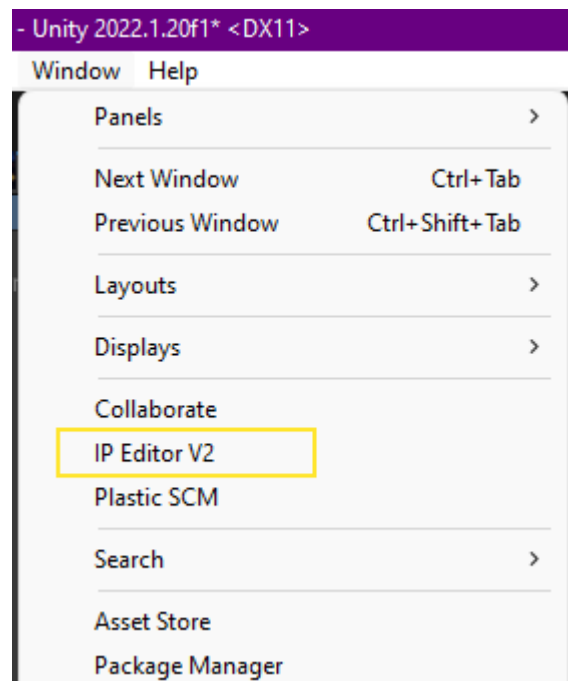 - Unity 2022.1.20f1* <DX11>
Window Help
Panels >
Next Window Ctrl+Tab
Previous Window Ctrl+Shift+Tab
Layouts >
Displays >
Collaborate
IP Editor V2
Plastic SCM
Search >
Asset Store
Package Manager